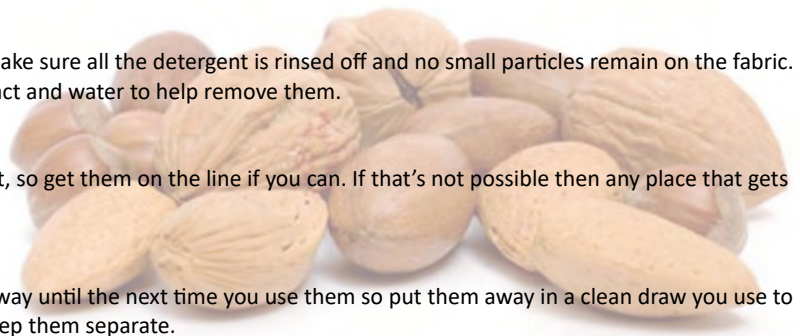 ake sure all the detergent is rinsed off and no small particles remain on the fabric.
act and water to help remove them.
t, so get them on the line if you can. If that's not possible then any place that gets
way until the next time you use them so put them away in a clean draw you use to
ep them separate.